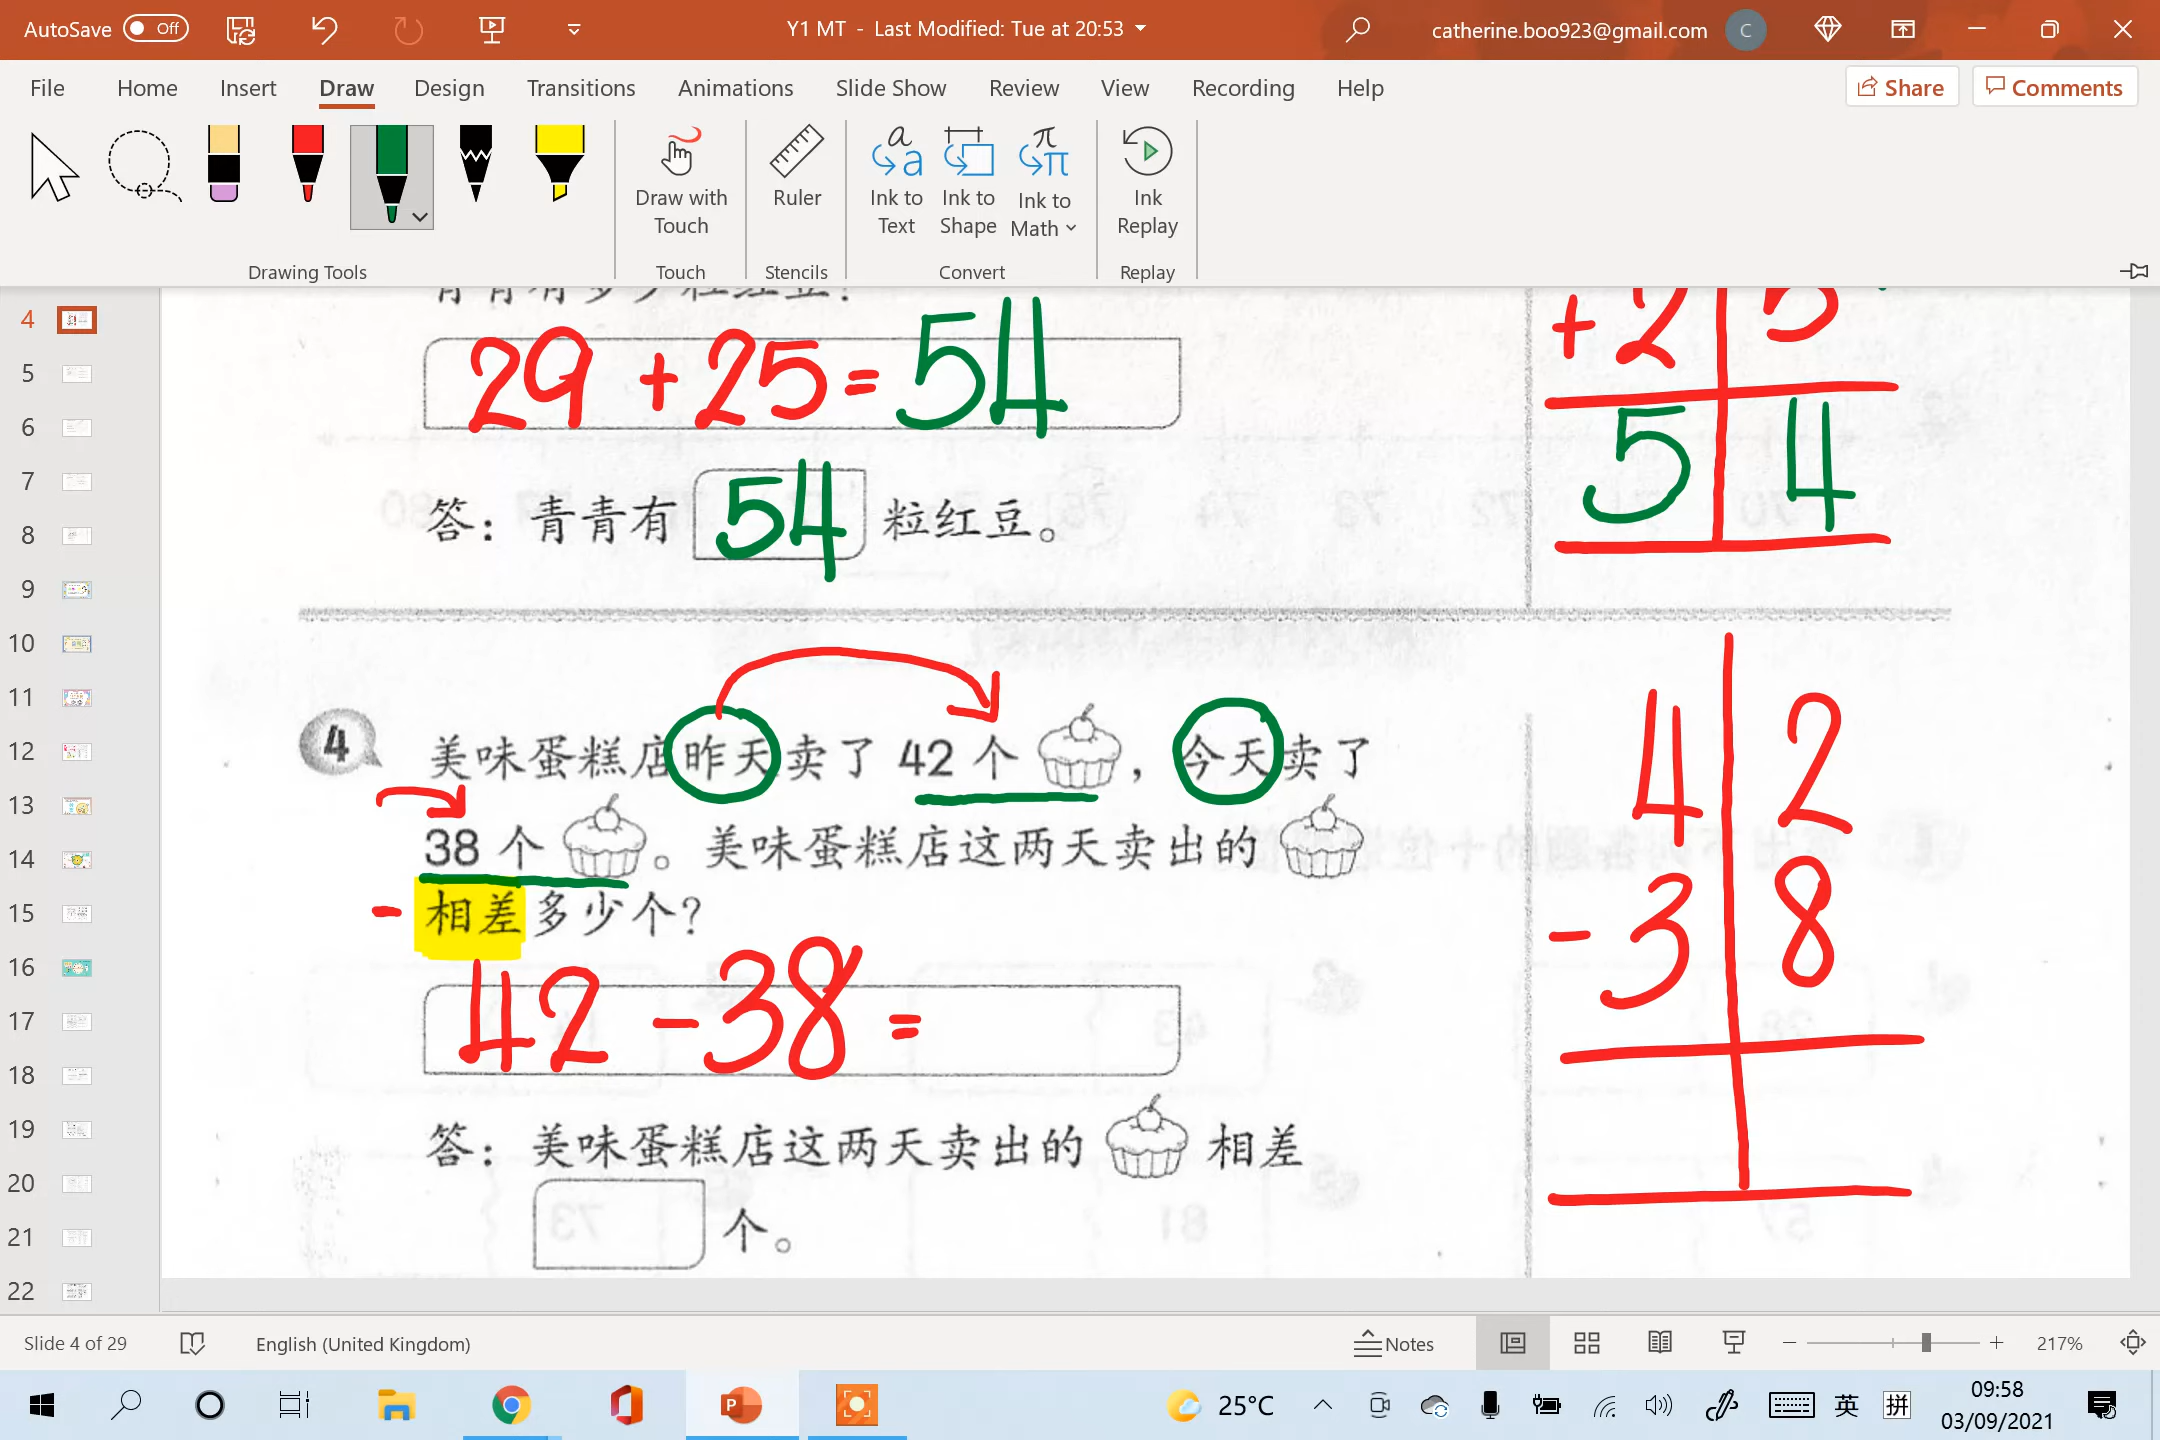 AutoSave Off Y1 MT - Last Modified: Tue at 20:53 catherine.boo923@gmail.com C
File Home Insert Draw Design Transitions Animations Slide Show Review View Recording Help Share Comments
Draw with Touch Ruler Ink to Text Ink to Shape Ink to Math Ink Replay
Drawing Tools Touch Stencils Convert Replay
4
5
6
7
8
9
10
11
12
13
14
15
16
17
18
19
20
21
22
29 + 25 = 54
答：青青有 54 粒红豆。
+ 2 5
5 4
4 美味蛋糕店昨天卖了 42 个，今天卖了
38 个。美味蛋糕店这两天卖出的
- 相差多少个？
42 - 38 =
答：美味蛋糕店这两天卖出的相差
个。
4 2
- 3 8
Slide 4 of 29 English (United Kingdom) Notes 217%
25°C 英 拼 09:58
03/09/2021